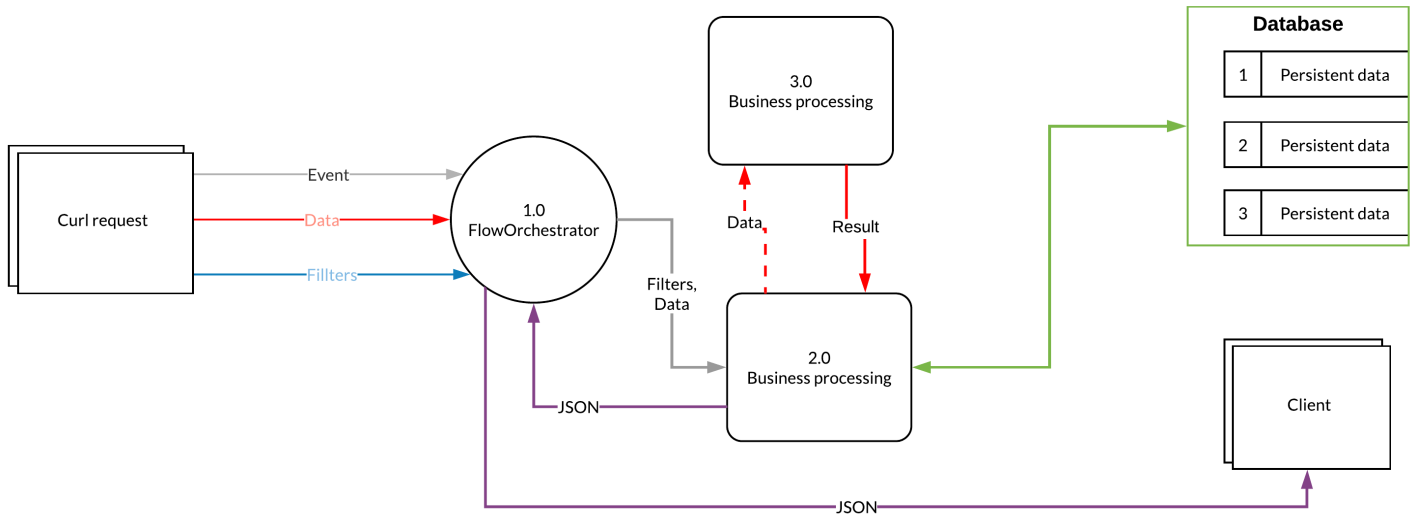 Database
1 Persistent data
2 Persistent data
3 Persistent data
3.0
Business processing
Curl request
Event
Data
Fillters
1.0
FlowOrchestrator
Data
Result
Filters,
Data
2.0
Business processing
JSON
Client
JSON